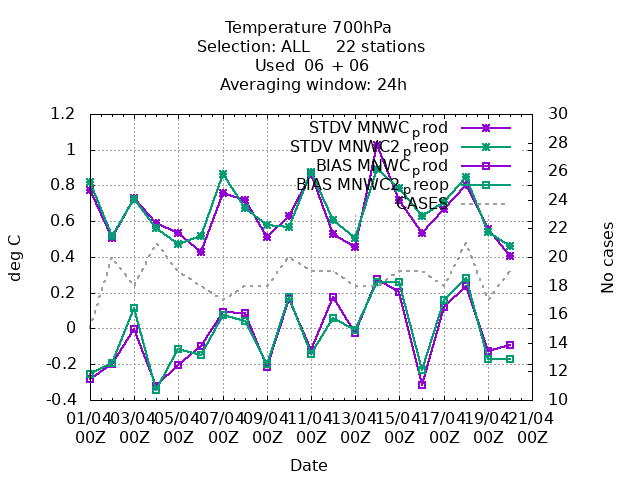 Temperature 700hPa
Selection: ALL 22 stations
Used 06 + 06
Averaging window: 24h
1.2
1
0.8
0.6
0.4
0.2
0
-0.2
-0.4
deg C
30
28
26
24
22
20
18
16
14
12
10
No cases
STDV MNWC_prod
STDV MNWC2_preop
BIAS MNWC_prod
BIAS MNWC2_preop
CASES
01/04 03/04 05/04 07/04 09/04 11/04 13/04 15/04 17/04 19/04 21/04
00Z 00Z 00Z 00Z 00Z 00Z 00Z 00Z 00Z 00Z 00Z
Date